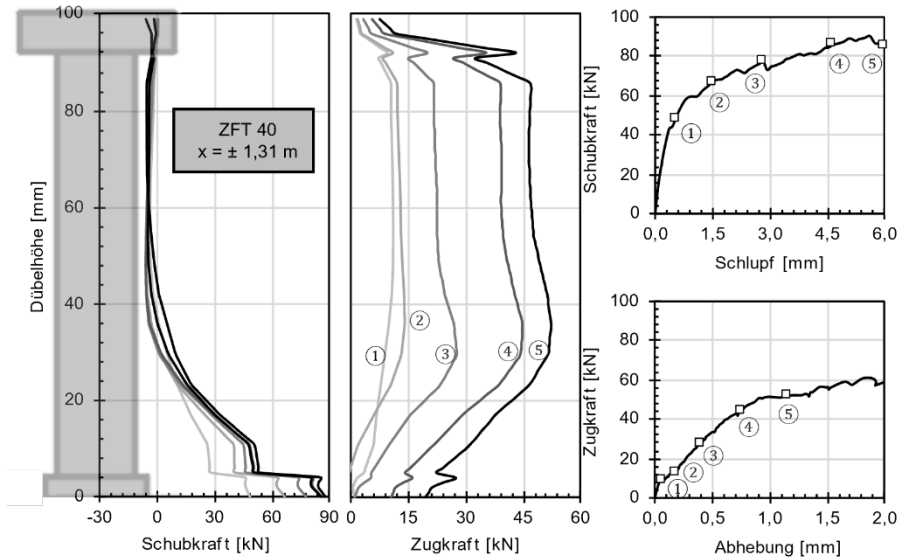 Dübelhöhe [mm]
100
80
60
40
20
0
ZFT 40
x = ± 1,31 m
-30 0 30 60 90
Schubkraft [kN]
①
②
③
④
⑤
0 15 30 45 60
Zugkraft [kN]
Schubkraft [kN]
100
80
60
40
20
0
①
②
③
④
⑤
0,0 1,5 3,0 4,5 6,0
Schlupf [mm]
Zugkraft [kN]
100
80
60
40
20
0
①
②
③
④
⑤
0,0 0,5 1,0 1,5 2,0
Abhebung [mm]